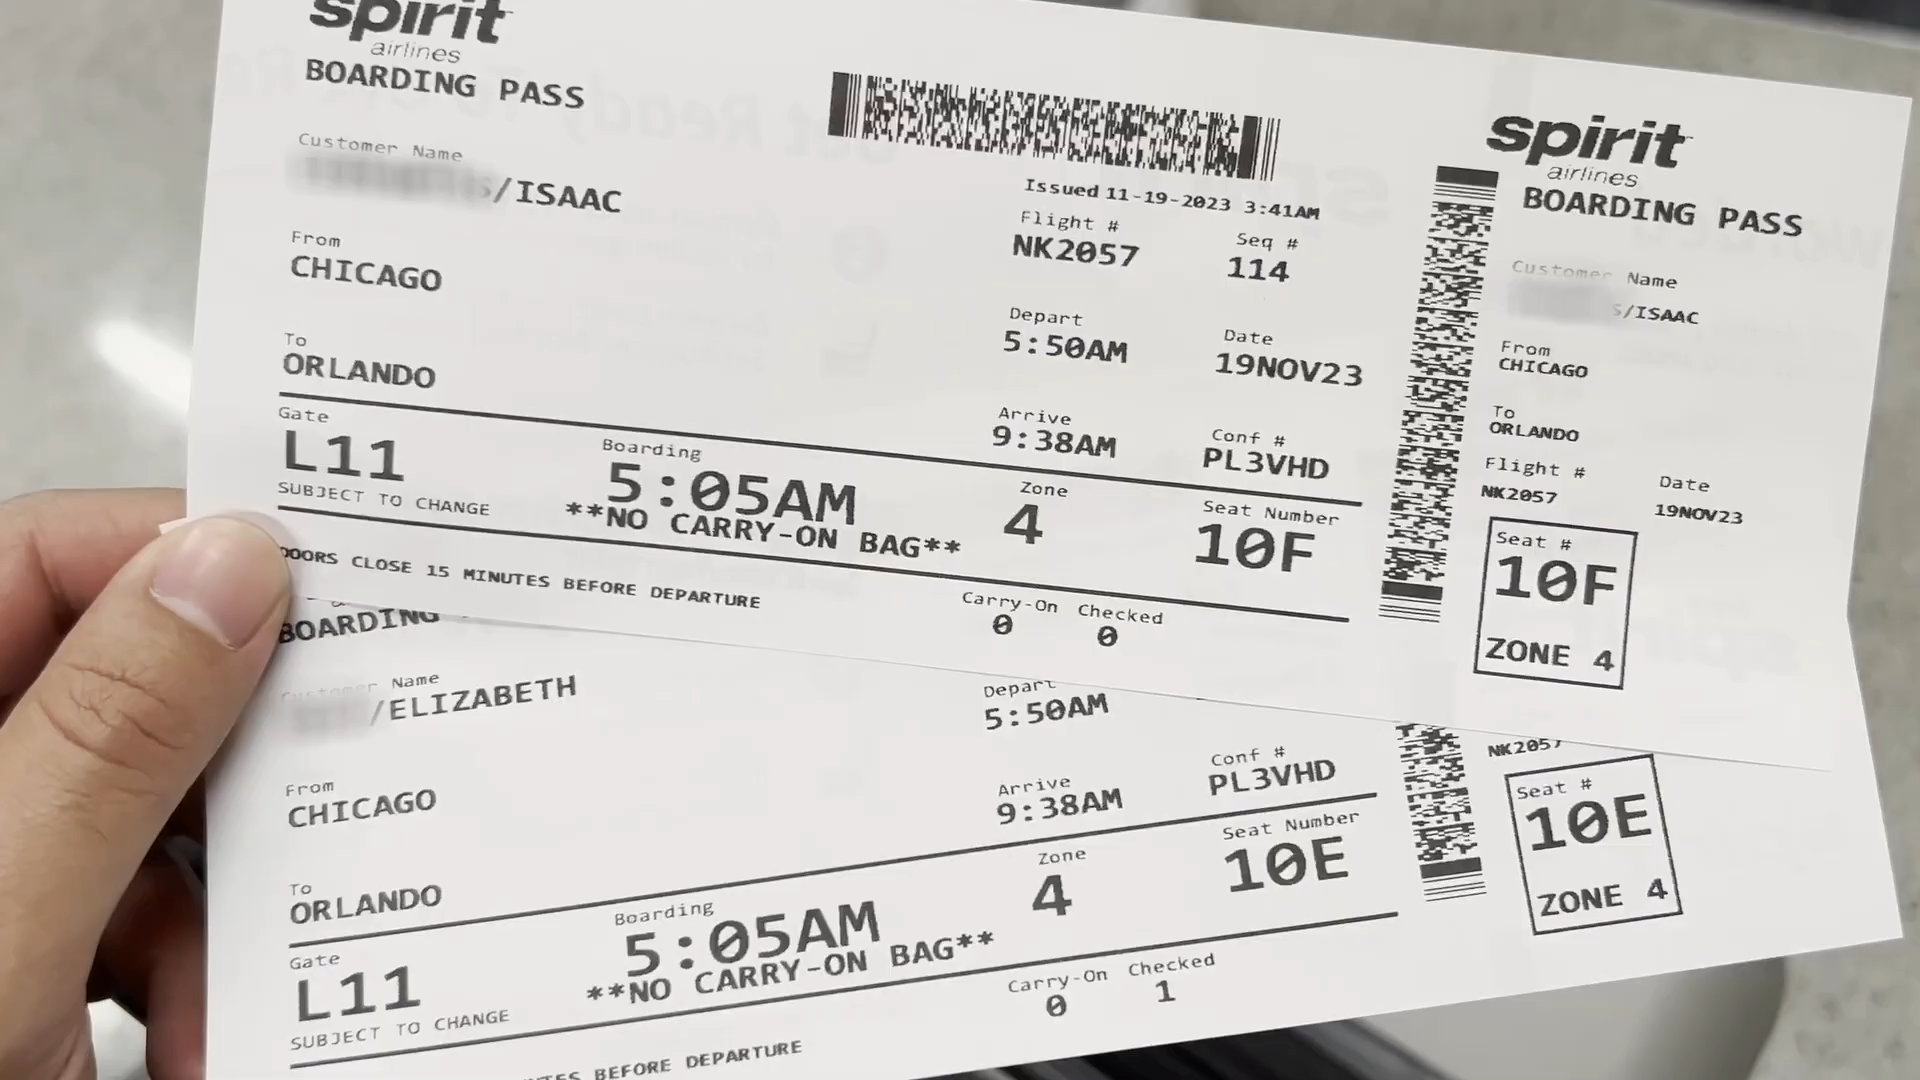 spirit
airlines
BOARDING PASS
Customer Name
/ISAAC
From
CHICAGO
To
ORLANDO
Issued 11-19-2023 3:41AM
Flight # Seq #
NK2057 114
Depart Date
5:50AM 19NOV23
Arrive Conf #
9:38AM PL3VHD
Gate Boarding Zone Seat Number
L11 5:05AM 4 10F
SUBJECT TO CHANGE **NO CARRY-ON BAG**
DOORS CLOSE 15 MINUTES BEFORE DEPARTURE
Carry-On Checked
0 0
spirit
airlines
BOARDING PASS
Customer Name
/ISAAC
From
CHICAGO
To
ORLANDO
Flight # Date
NK2057 19NOV23
Seat #
10F
ZONE 4
BOARDING
Customer Name
/ELIZABETH
From
CHICAGO
To
ORLANDO
Depart
5:50AM
Arrive Conf #
9:38AM PL3VHD
Gate Boarding Zone Seat Number
L11 5:05AM 4 10E
SUBJECT TO CHANGE **NO CARRY-ON BAG**
BEFORE DEPARTURE
Carry-On Checked
0 1
NK2057
Seat #
10E
ZONE 4